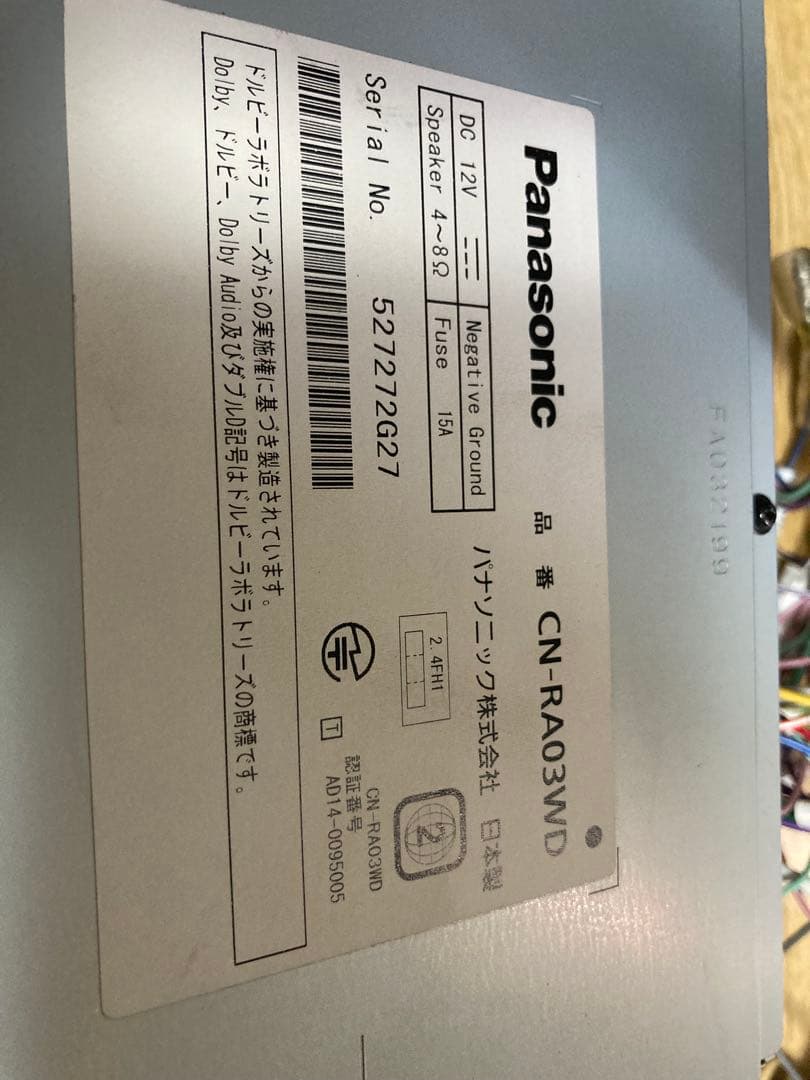 FA032199
Panasonic 品番 CN-RA03WD
DC 12V Negative Ground
Speaker 4～8Ω Fuse 15A
パナソニック株式会社 日本製
Serial No. 527272G27
2.4FH1
2
T
CN-RA03WD
認証番号
AD14-0095005
ドルビーラボラトリーズからの実施権に基づき製造されています。
Dolby、ドルビー、Dolby Audio及びダブルD記号はドルビーラボラトリーズの商標です。